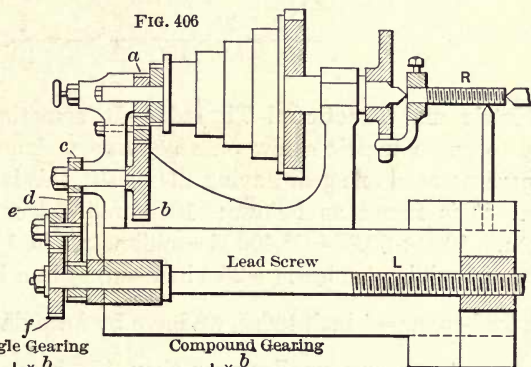 FIG. 406
a
R
c
d
e
b
Lead Screw
L
f
gle Gearing
Compound Gearing
b
b